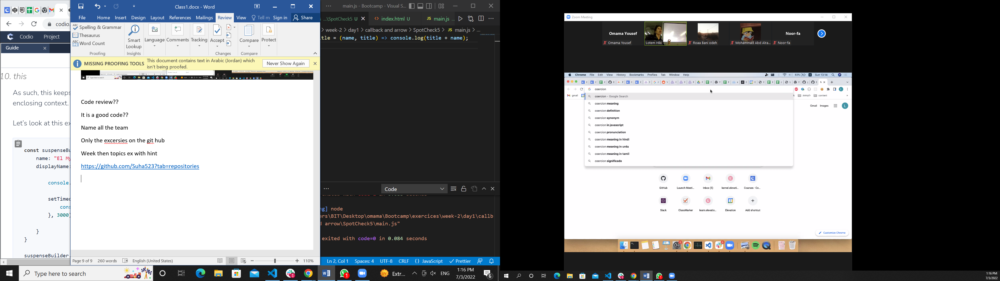 codio.
Codio Project
Guide
10. this
As such, this keeps
enclosing context.
Let's look at this ex
const suspenseBu
name: "El My
displayName:
console.
setTimeo
cons
}, 3000)
}
}
suspenseBuilder.
Class1.docx - Word
File Home Insert Design Layout References Mailings Review View Tell m Sign in Share
Spelling & Grammar
Thesaurus
Word Count
Proofing
Smart Lookup
Insights
Language
Comments
Tracking
Accept
Changes
Compare
Compare
Protect
MISSING PROOFING TOOLS This document contains text in Arabic (Jordan) which isn't being proofed.
Never Show Again
Code review??
It is a good code??
Name all the team
Only the excersies on the git hub
Week then topics ex with hint
https://github.com/Suha523?tab=repositories
Page 9 of 9 260 words English (United States) 110%
main.js - Bootcamp - Visual S...
...\SpotCheck5 U index.html U JS main.js ...
> week-2 > day1 > callback and arrow > SpotCheck5 > JS main.js > ...
itle = (name, title) => console.log(title + name);
Code
ng] node
ers\BIT\Desktop\omama\Bootcamp\exercices\week-2\day1\callb
d arrow\SpotCheck5\main.js"
exited with code=0 in 0.084 seconds
Ln 2, Col 1 Spaces: 4 UTF-8 CRLF {} JavaScript Prettier
Type here to search
Extr...
ENG
1:16 PM
7/3/2022
6
Zoom Meeting
Omama Yousef
Noor-fa
Omama Yousef
Lotem Hiki
Roaa Bani odeh
Mohammad Abd Alra...
Noor-fa
Chrome File Edit View History Bookmarks Profiles Tab Window Help
83% Sun 13:14
coercion
gmail
לקוחות
content
coercion - Google Search
coercion meaning
coercion definition
coercion synonym
coercion in javascript
coercion pronunciation
coercion meaning in hindi
coercion meaning in urdu
coercion meaning in tamil
coercion significado
Gmail Images
L
GitHub
Launch Meeti...
Inbox (5)
kernel.elevati...
Courses - Co...
Slack
ClassMarker
learn.elevatio...
Elevation
Add shortcut
Customize Chrome
1:16 PM
7/3/2022